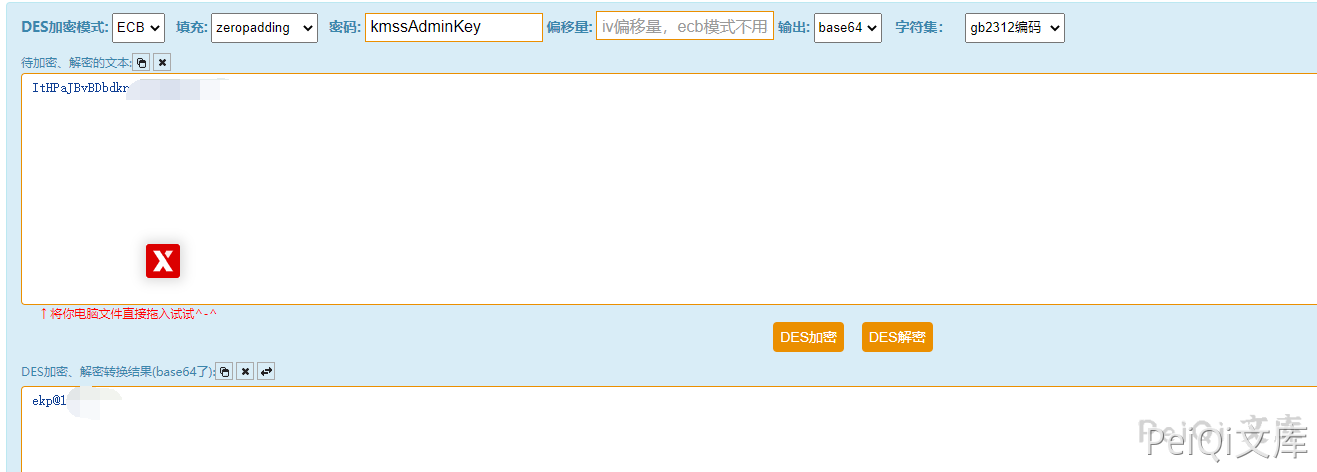 DES加密模式: ECB 填充: zeropadding 密码: kmssAdminKey 偏移量: iv偏移量，ecb模式不用 输出: base64 字符集： gb2312编码
待加密、解密的文本:
ItHPaJBvBDbdkr
X
↑将你电脑文件直接拖入试试^-^
DES加密 DES解密
DES加密、解密转换结果(base64了):
ekp@1
PeiQi文库